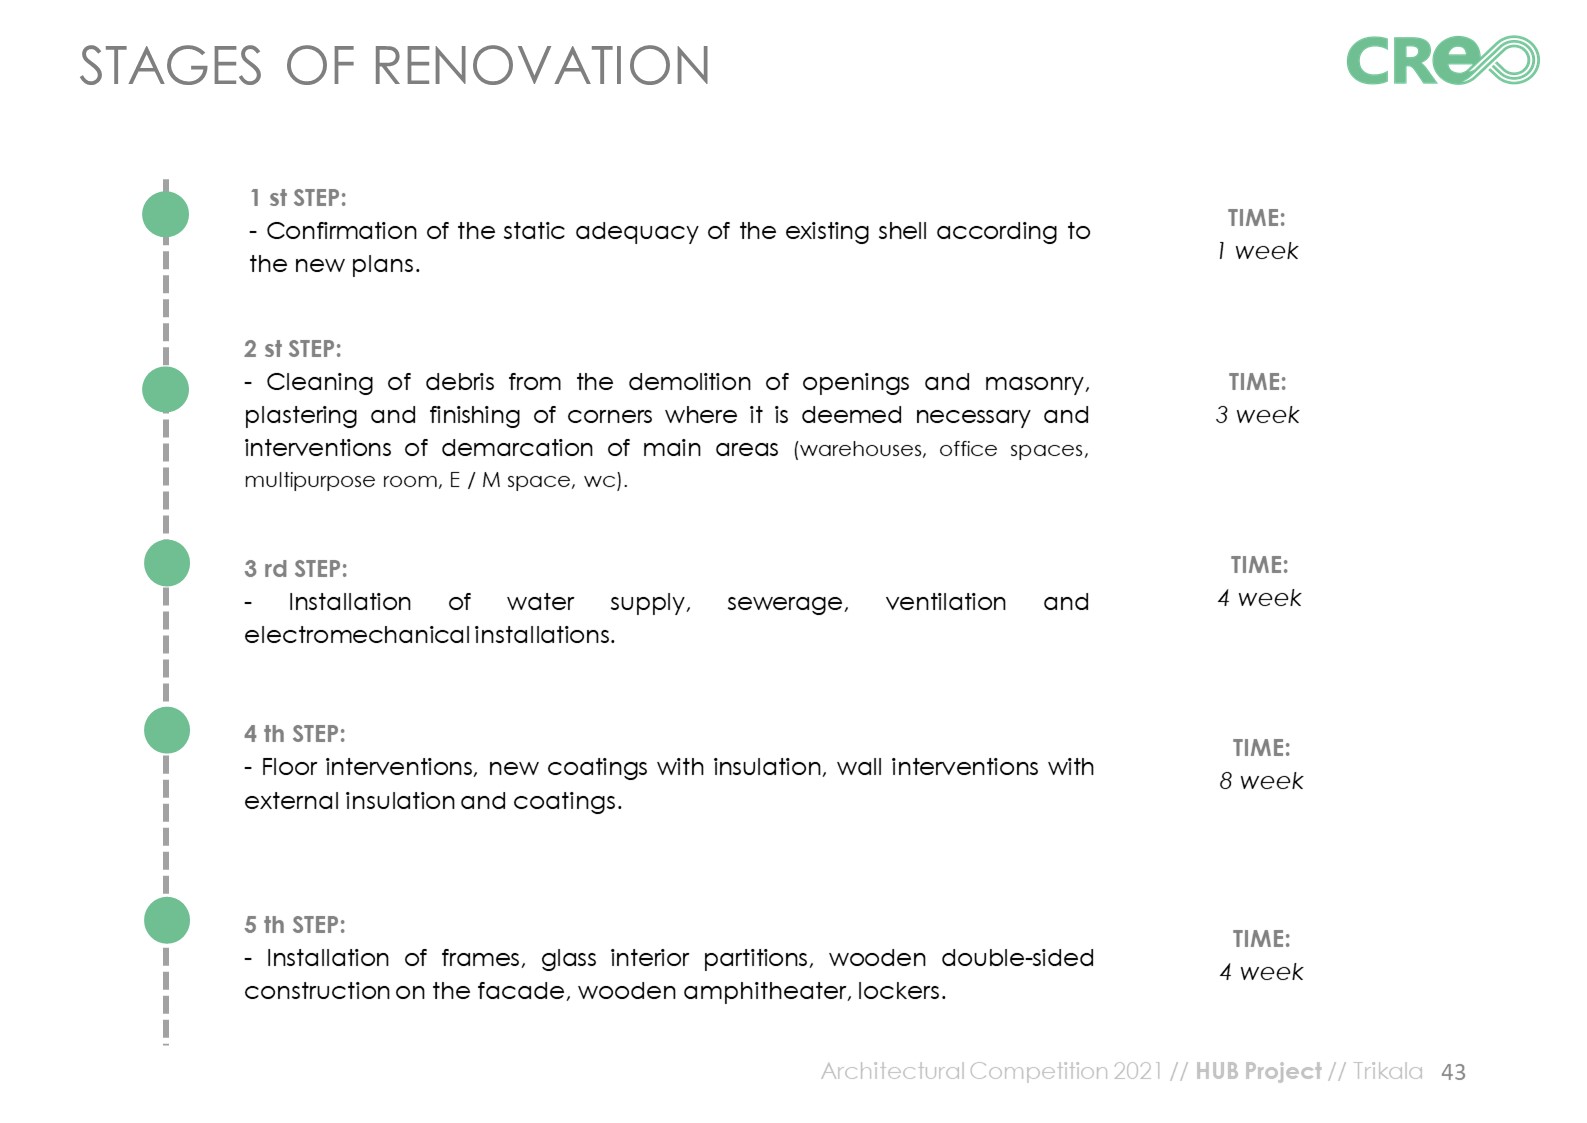 STAGES OF RENOVATION
CRe
1 st STEP:
- Confirmation of the static adequacy of the existing shell according to
the new plans.
TIME:
1 week
2 st STEP:
- Cleaning of debris from the demolition of openings and masonry,
plastering and finishing of corners where it is deemed necessary and
interventions of demarcation of main areas (warehouses, office spaces,
multipurpose room, E / M space, wc).
TIME:
3 week
3 rd STEP:
- Installation of water supply, sewerage, ventilation and
electromechanical installations.
TIME:
4 week
4 th STEP:
- Floor interventions, new coatings with insulation, wall interventions with
external insulation and coatings.
TIME:
8 week
5 th STEP:
- Installation of frames, glass interior partitions, wooden double-sided
construction on the facade, wooden amphitheater, lockers.
TIME:
4 week
Architectural Competition 2021 // HUB Project // Trikala 43